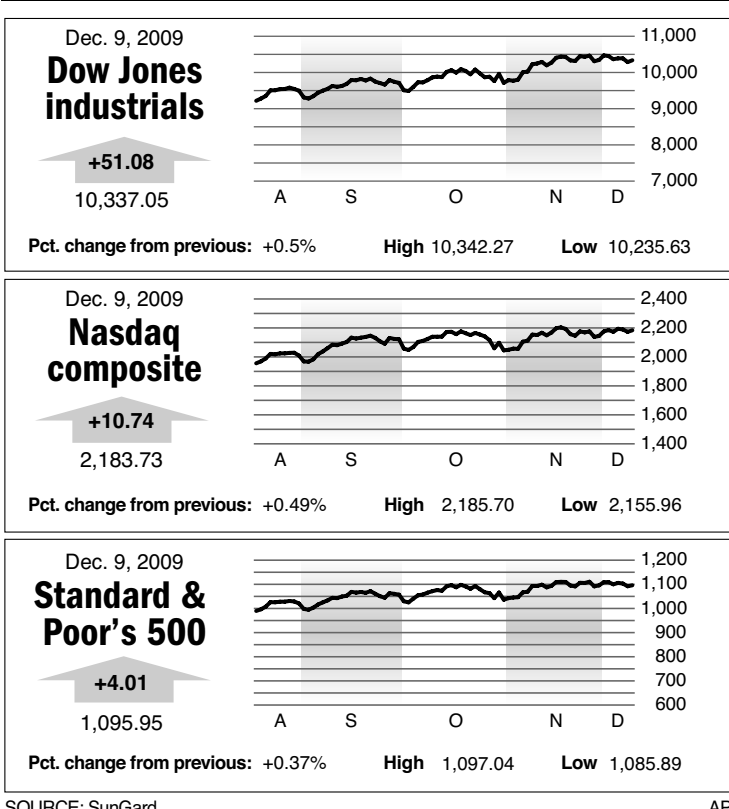 Dec. 9, 2009
Dow Jones
industrials
+51.08
10,337.05
11,000
10,000
9,000
8,000
7,000
A S O N D
Pct. change from previous: +0.5% High 10,342.27 Low 10,235.63
Dec. 9, 2009
Nasdaq
composite
+10.74
2,183.73
2,400
2,200
2,000
1,800
1,600
1,400
A S O N D
Pct. change from previous: +0.49% High 2,185.70 Low 2,155.96
Dec. 9, 2009
Standard &
Poor's 500
+4.01
1,095.95
1,200
1,100
1,000
900
800
700
600
A S O N D
Pct. change from previous: +0.37% High 1,097.04 Low 1,085.89
SOURCE: SunGard AP